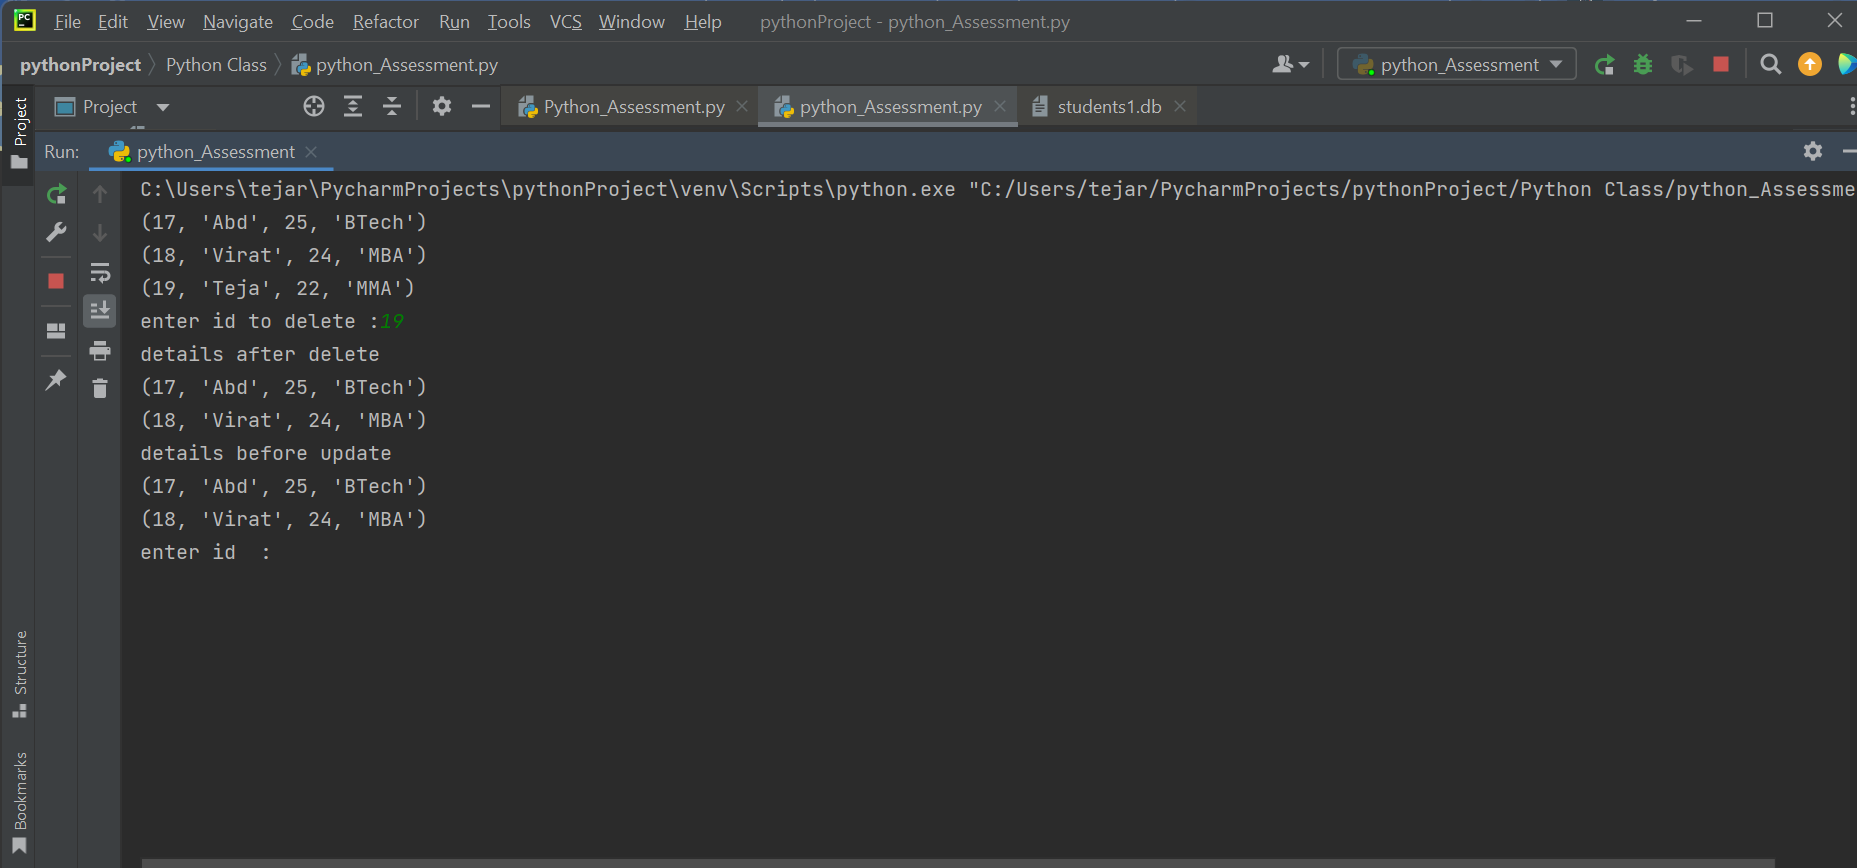 PC
File Edit View Navigate Code Refactor Run Tools VCS Window Help pythonProject - python_Assessment.py
pythonProject Python Class python_Assessment.py python_Assessment
Project Python_Assessment.py python_Assessment.py students1.db
Project
Run: python_Assessment
C:\Users\tejar\PycharmProjects\pythonProject\venv\Scripts\python.exe "C:/Users/tejar/PycharmProjects/pythonProject/Python Class/python_Assessme
(17, 'Abd', 25, 'BTech')
(18, 'Virat', 24, 'MBA')
(19, 'Teja', 22, 'MMA')
enter id to delete :19
details after delete
(17, 'Abd', 25, 'BTech')
(18, 'Virat', 24, 'MBA')
details before update
(17, 'Abd', 25, 'BTech')
(18, 'Virat', 24, 'MBA')
enter id  :
Structure
Bookmarks